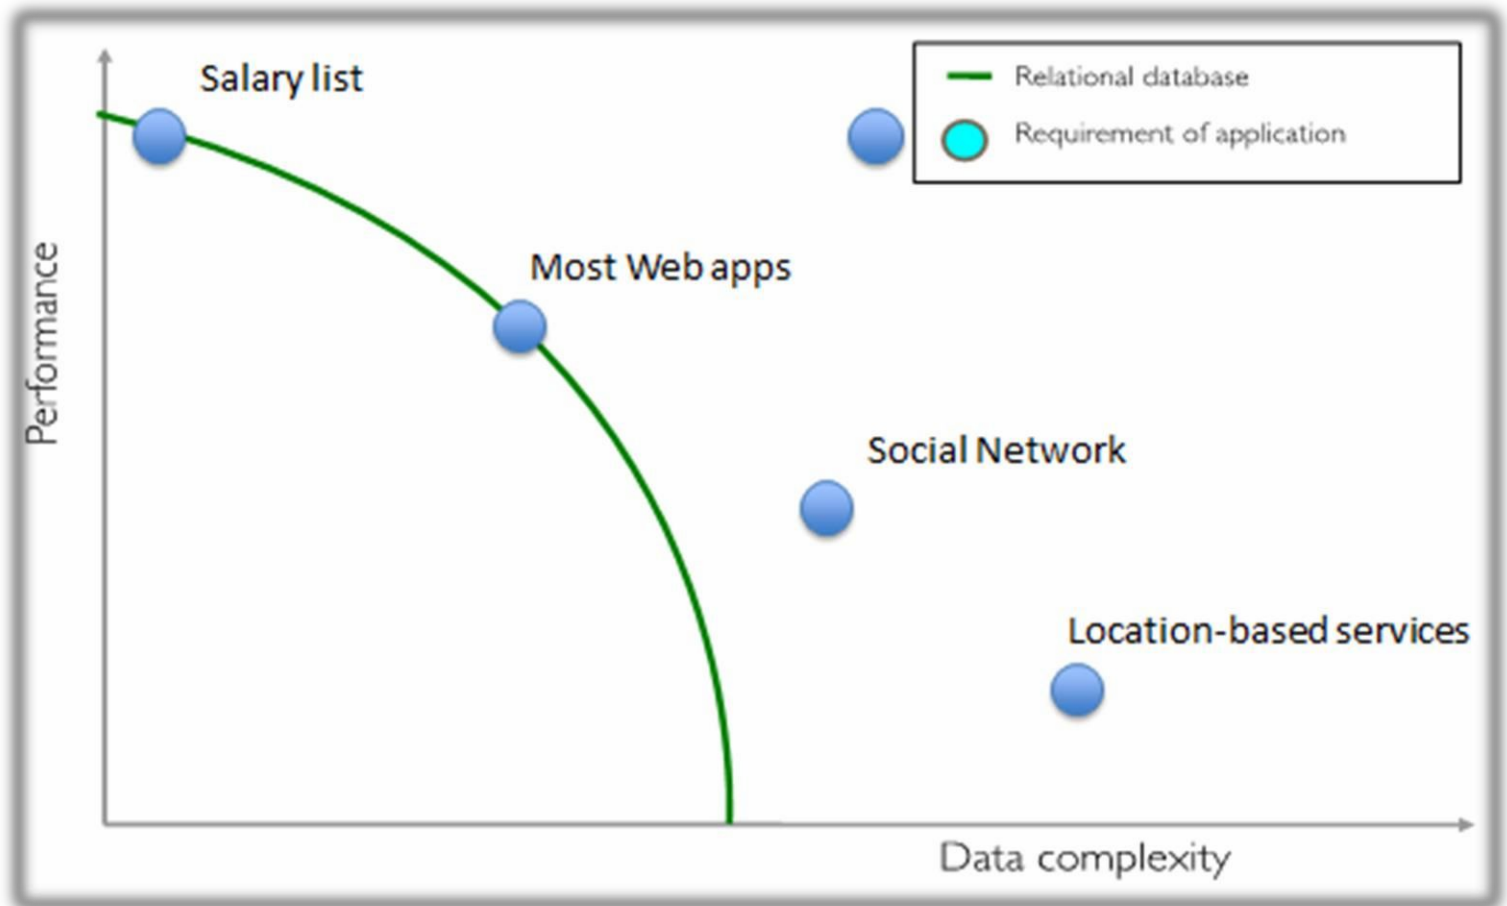 Salary list
Relational database
Requirement of application
Most Web apps
Performance
Social Network
Location-based services
Data complexity